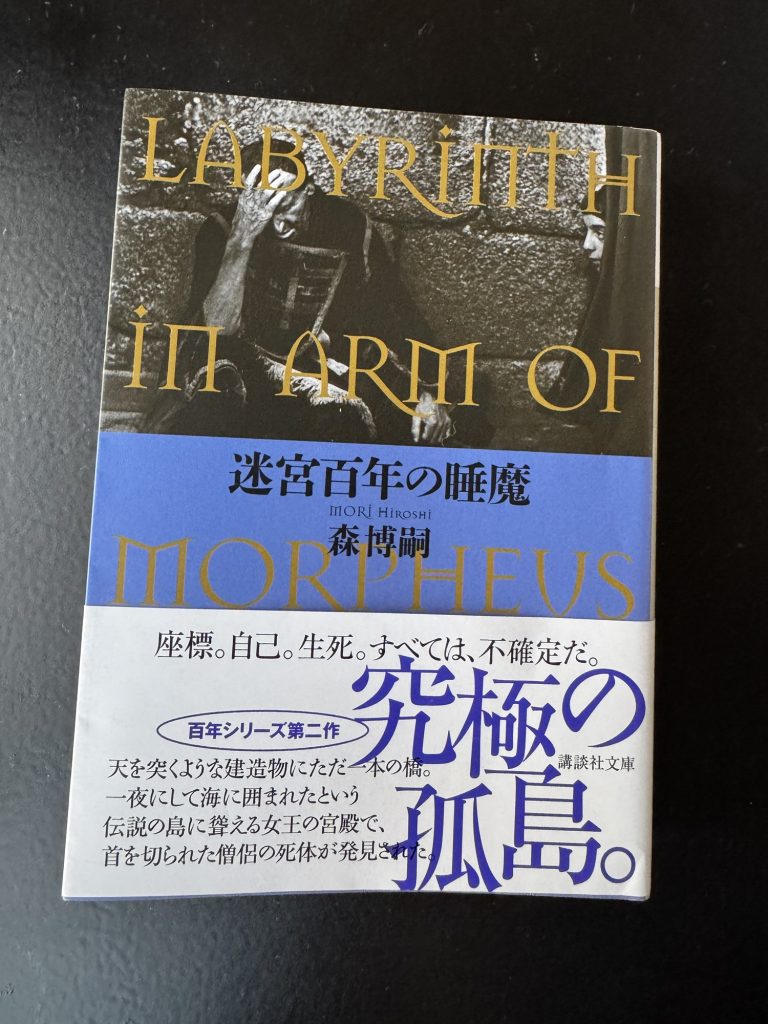 LABYRINTH
IN ARM OF
迷宮百年の睡魔
MORI HIROSHI
森博嗣
MORPHEUS
座標。自己。生死。すべては、不確定だ。
究極の
孤島。
百年シリーズ第二作
講談社文庫
天を突くような建造物にただ一本の橋。
一夜にして海に囲まれたという
伝説の島に聳える女王の宮殿で、
首を切られた僧侶の死体が発見された。